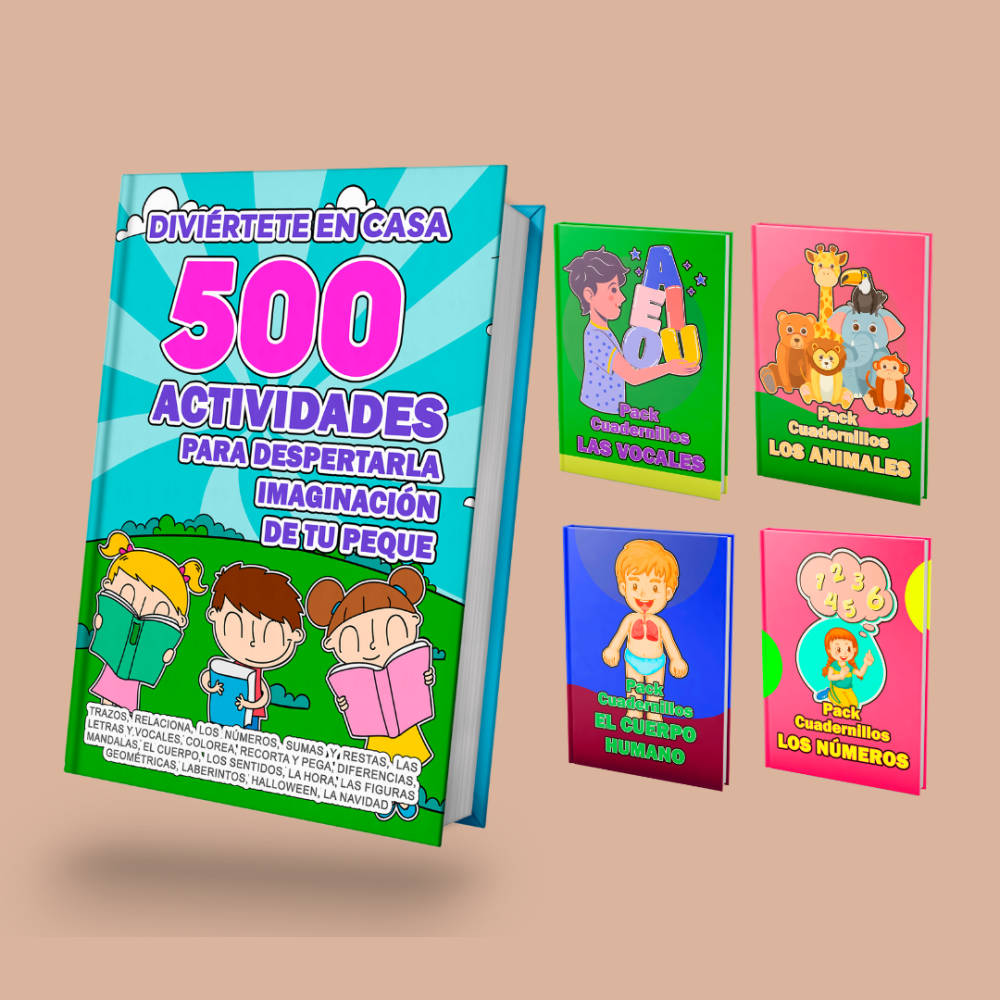 DIVIÉRTETE EN CASA
500
ACTIVIDADES
PARA DESPERTARLA
IMAGINACIÓN
DE TU PEQUE
TRAZOS, RELACIONA, LOS NÚMEROS, SUMAS Y RESTAS, LAS
LETRAS Y VOCALES, COLOREA, RECORTA Y PEGA, DIFERENCIAS,
MANDALAS, EL CUERPO, LOS SENTIDOS, LA HORA, LAS FIGURAS
GEOMÉTRICAS, LABERINTOS, HALLOWEEN, LA NAVIDAD
A
E I
O U
Pack
Cuadernillos
LAS VOCALES
Pack
Cuadernillos
LOS ANIMALES
Pack
Cuadernillos
EL CUERPO
HUMANO
1 2 3
4 5 6
Pack
Cuadernillos
LOS NÚMEROS